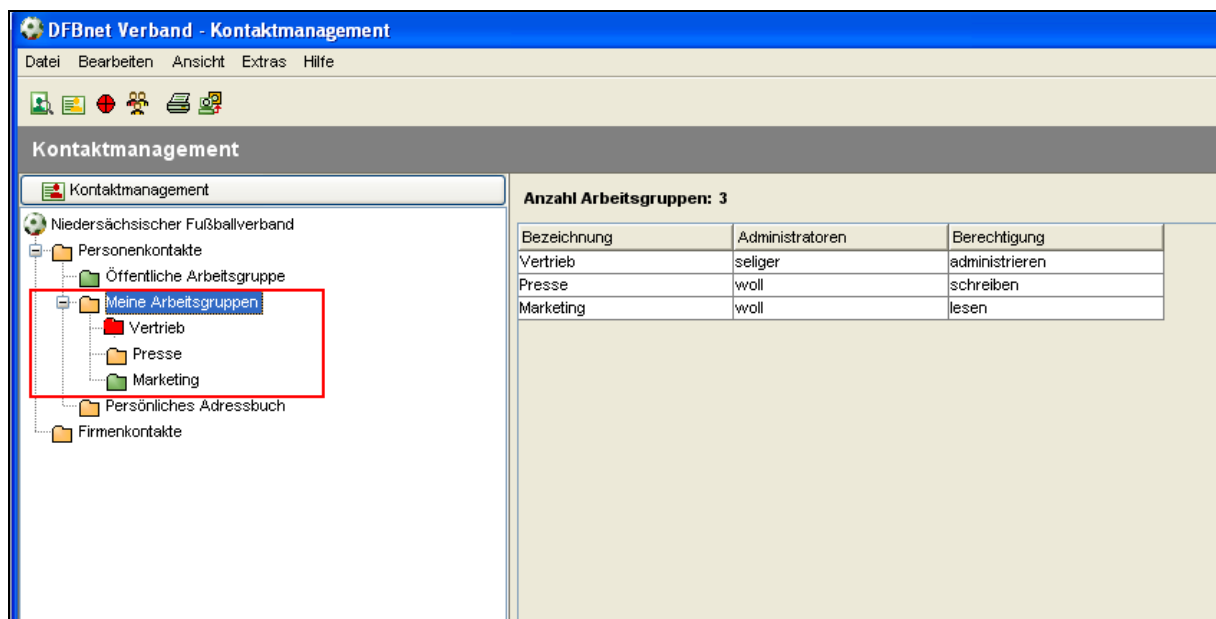 DFBnet Verband - Kontaktmanagement
Datei Bearbeiten Ansicht Extras Hilfe
Kontaktmanagement
Kontaktmanagement
Niedersächsischer Fußballverband
Personenkontakte
Öffentliche Arbeitsgruppe
Meine Arbeitsgruppen
Vertrieb
Presse
Marketing
Persönliches Adressbuch
Firmenkontakte
Anzahl Arbeitsgruppen: 3
Bezeichnung Administratoren Berechtigung
Vertrieb seliger administrieren
Presse woll schreiben
Marketing woll lesen